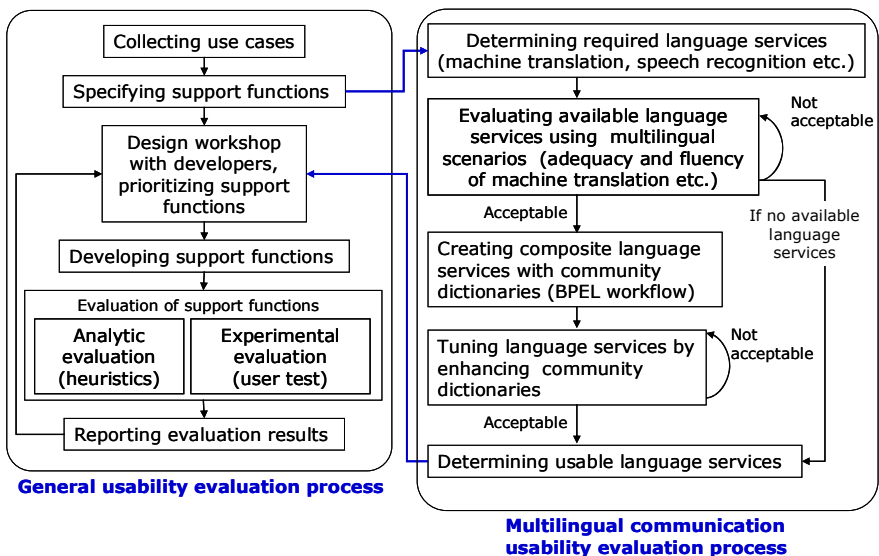 Collecting use cases
Specifying support functions
Design workshop
with developers,
prioritizing support
functions
Developing support functions
Evaluation of support functions
Analytic
evaluation
(heuristics)
Experimental
evaluation
(user test)
Reporting evaluation results
General usability evaluation process
Determining required language services
(machine translation, speech recognition etc.)
Evaluating available language
services using multilingual
scenarios (adequacy and fluency
of machine translation etc.)
Not
acceptable
Acceptable
If no available
language
services
Creating composite language
services with community
dictionaries (BPEL workflow)
Tuning language services by
enhancing community
dictionaries
Not
acceptable
Acceptable
Determining usable language services
Multilingual communication
usability evaluation process